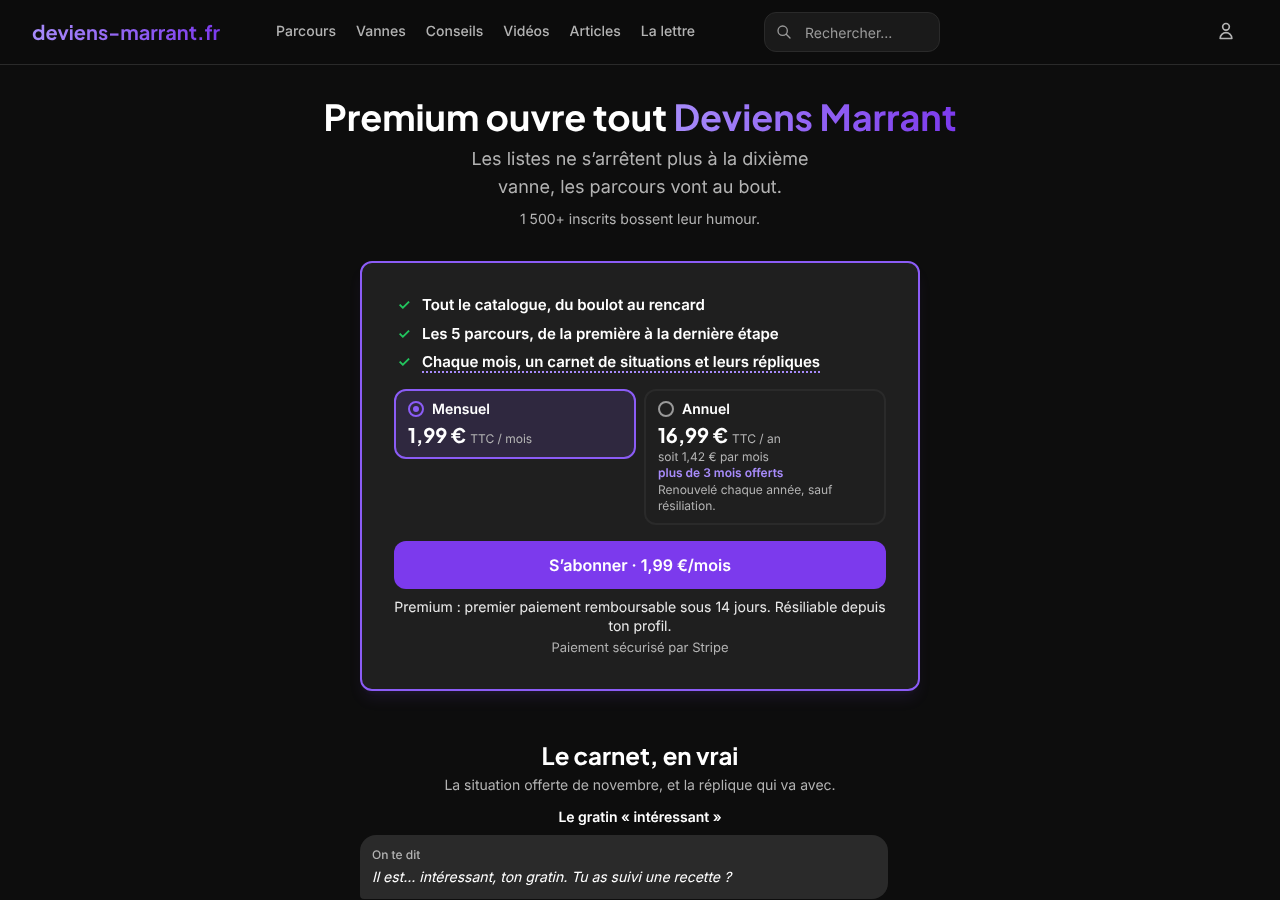 deviens-marrant.fr
Parcours
Vannes
Conseils
Vidéos
Articles
La lettre
Rechercher...
Premium ouvre tout Deviens Marrant
Les listes ne s’arrêtent plus à la dixième
vanne, les parcours vont au bout.
1 500+ inscrits bossent leur humour.
Tout le catalogue, du boulot au rencard
Les 5 parcours, de la première à la dernière étape
Chaque mois, un carnet de situations et leurs répliques
Mensuel
1,99 € TTC / mois
Annuel
16,99 € TTC / an
soit 1,42 € par mois
plus de 3 mois offerts
Renouvelé chaque année, sauf
résiliation.
S’abonner · 1,99 €/mois
Premium : premier paiement remboursable sous 14 jours. Résiliable depuis
ton profil.
Paiement sécurisé par Stripe
Le carnet, en vrai
La situation offerte de novembre, et la réplique qui va avec.
Le gratin « intéressant »
On te dit
Il est… intéressant, ton gratin. Tu as suivi une recette ?